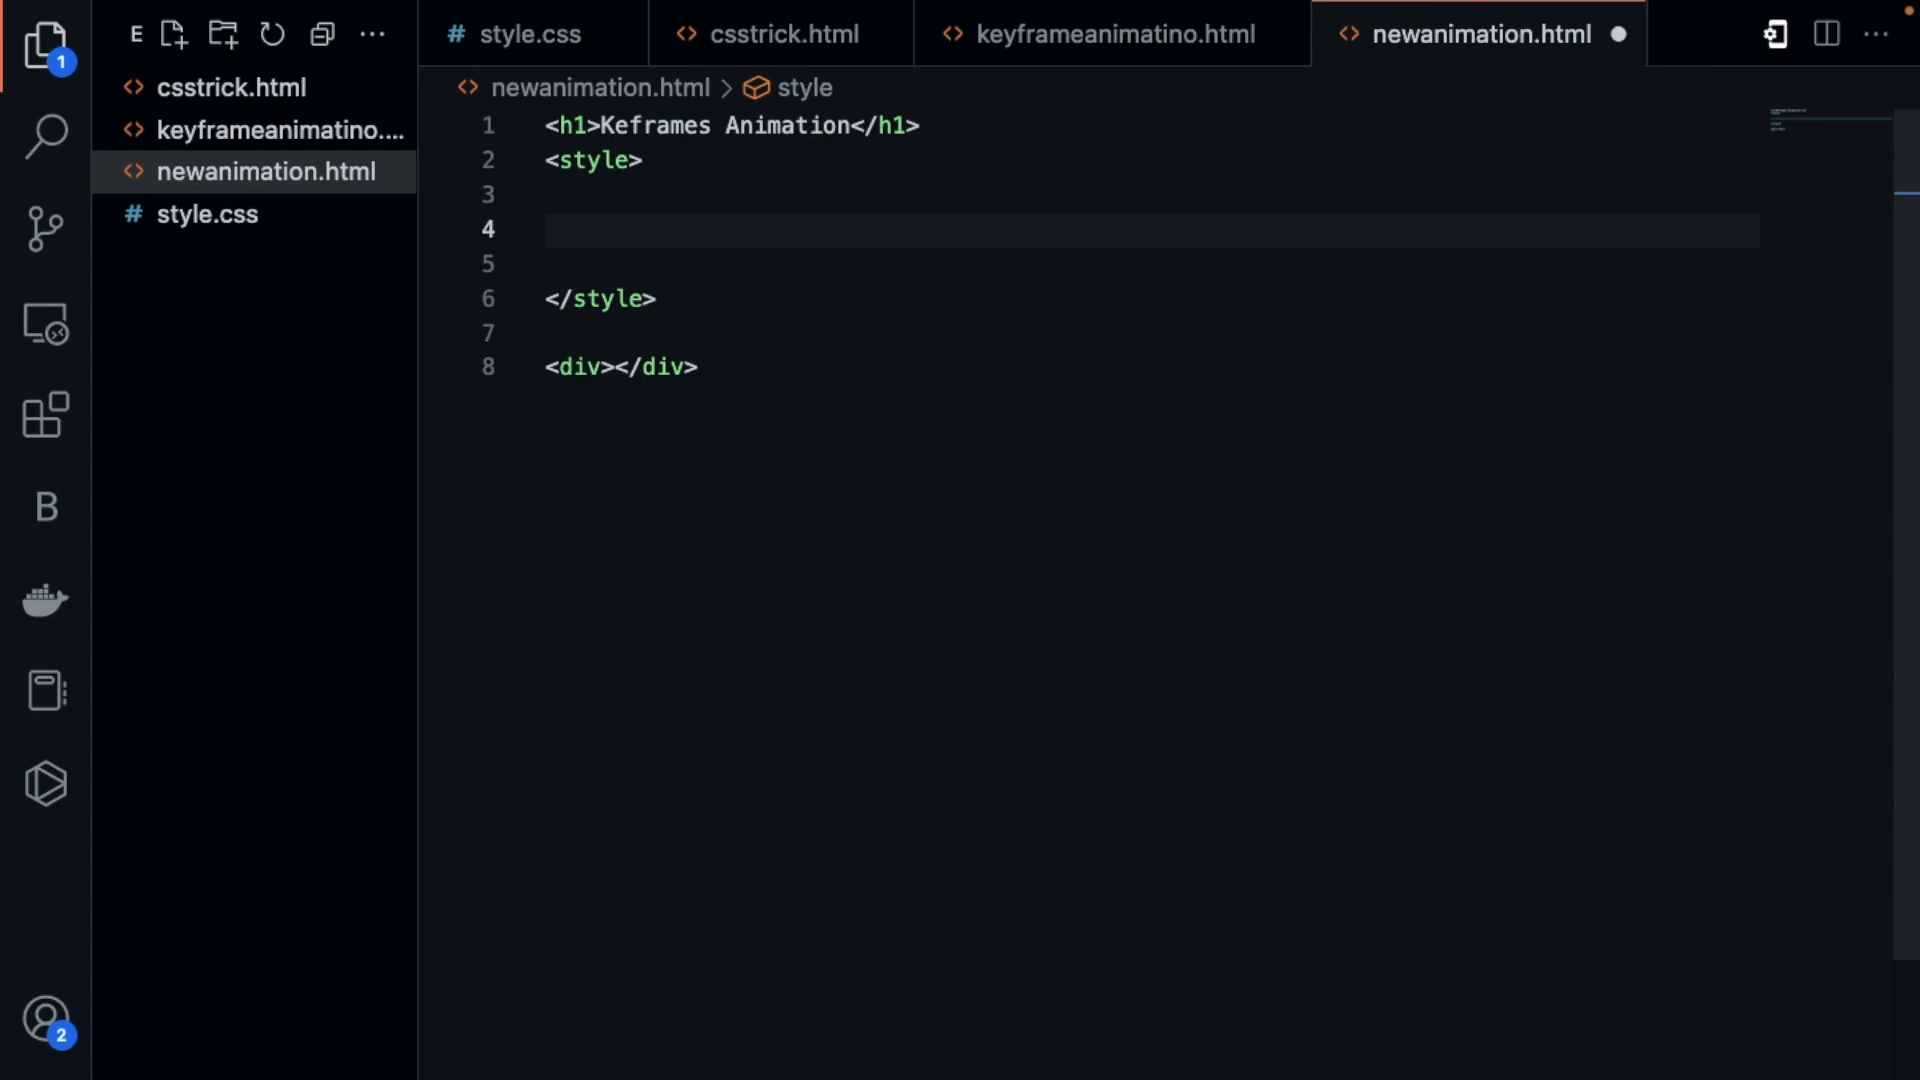 E
# style.css
<> csstrick.html
<> keyframeanimatino.html
<> newanimation.html
1
<> csstrick.html
<> keyframeanimatino....
<> newanimation.html
# style.css
<> newanimation.html > style
1 <h1>Keframes Animation</h1>
2 <style>
3
4
5
6 </style>
7
8 <div></div>
B
2